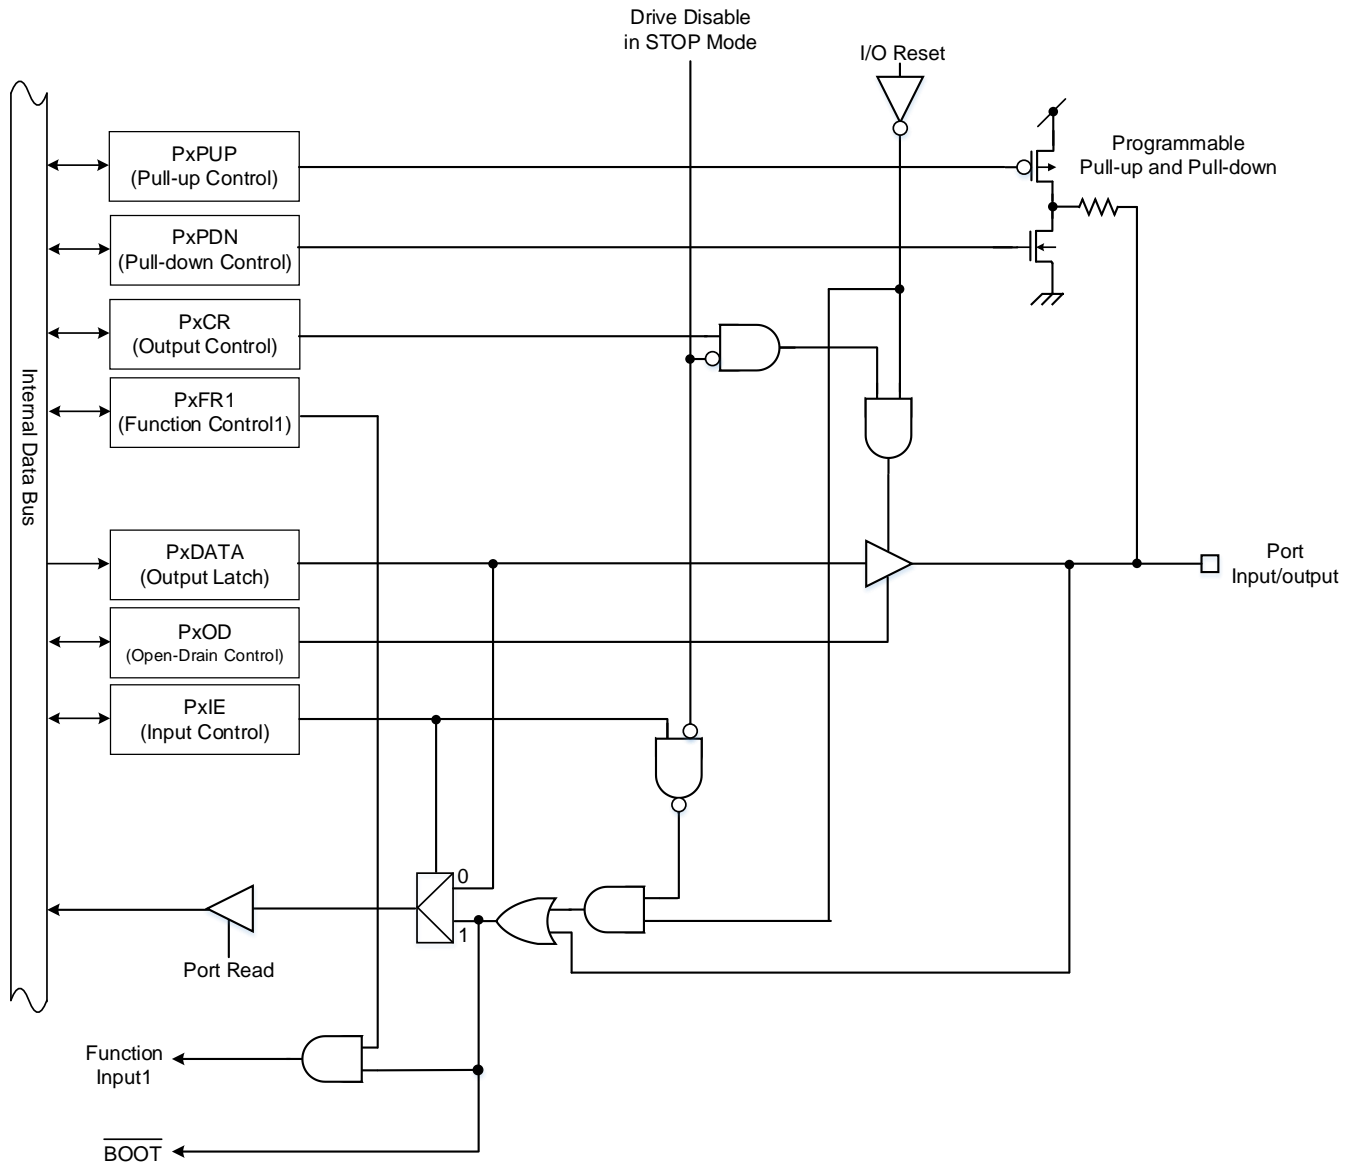 Drive Disable
in STOP Mode
I/O Reset
Programmable
Pull-up and Pull-down
PxPUP
(Pull-up Control)
PxPDN
(Pull-down Control)
PxCR
(Output Control)
PxFR1
(Function Control1)
Internal Data Bus
PxDATA
(Output Latch)
Port
Input/output
PxOD
(Open-Drain Control)
PxIE
(Input Control)
0
1
Port Read
Function
Input1
BOOT